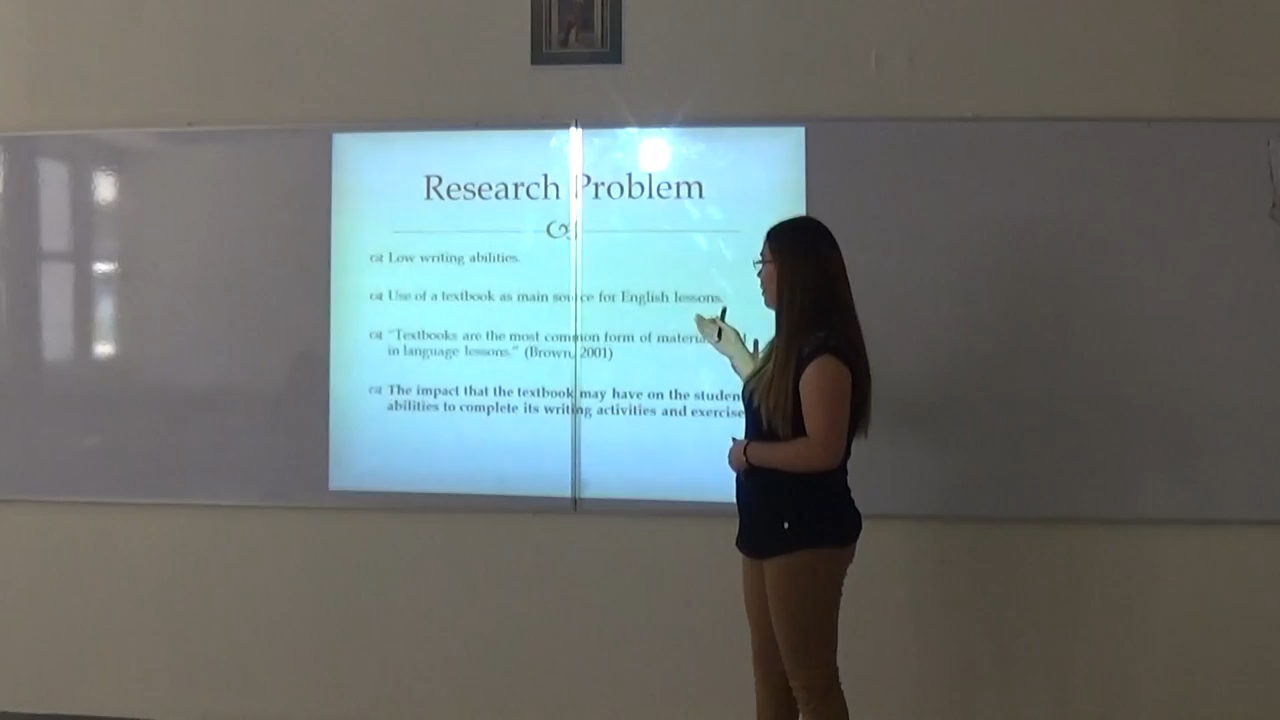 Research Problem
Low writing abilities.
Use of a textbook as main source for English lessons.
"Textbooks are the most common form of
in language lessons." (Brown, 2001)
The impact that the textbook may have on the
abilities to complete its writing activities and